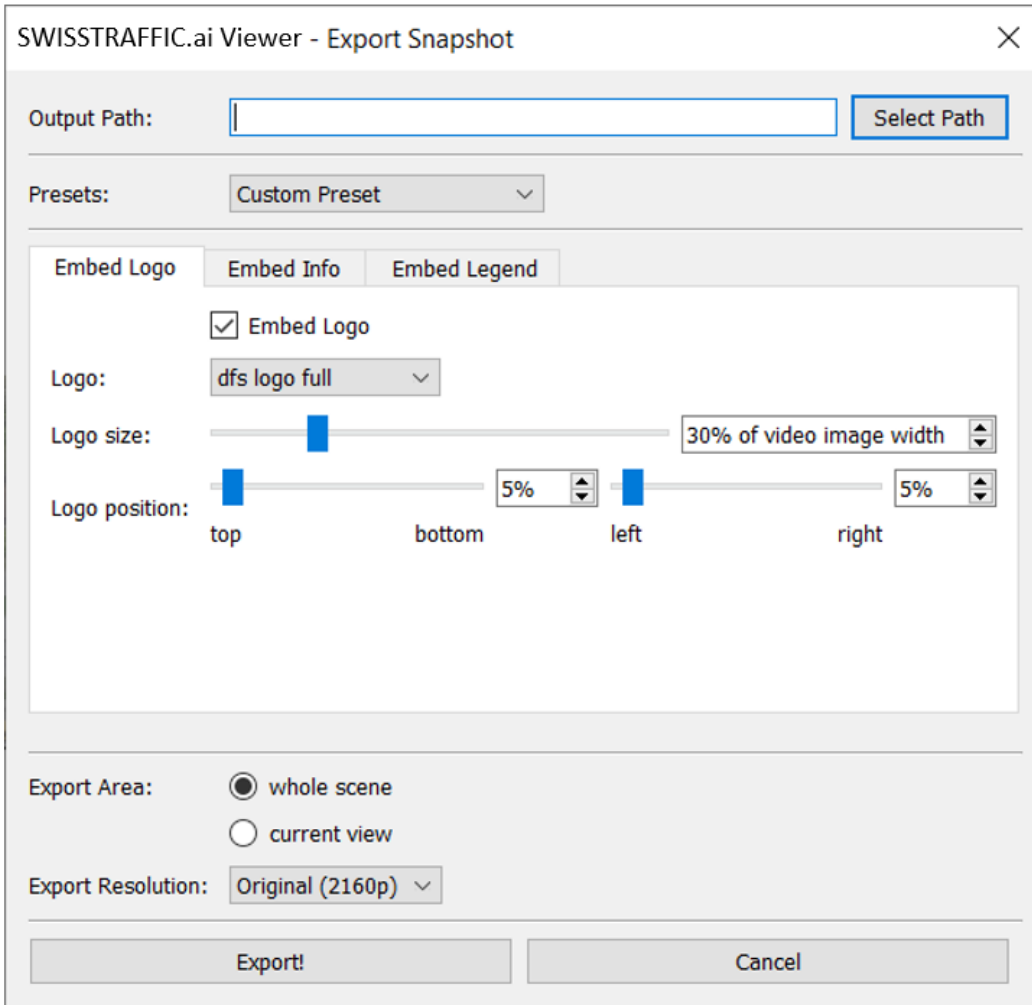 SWISSTRAFFIC.ai Viewer - Export Snapshot
Output Path: Select Path
Presets: Custom Preset
Embed Logo Embed Info Embed Legend
Embed Logo
Logo: dfs logo full
Logo size: 30% of video image width
Logo position: 5% 5%
top bottom left right
Export Area: whole scene
current view
Export Resolution: Original (2160p)
Export! Cancel